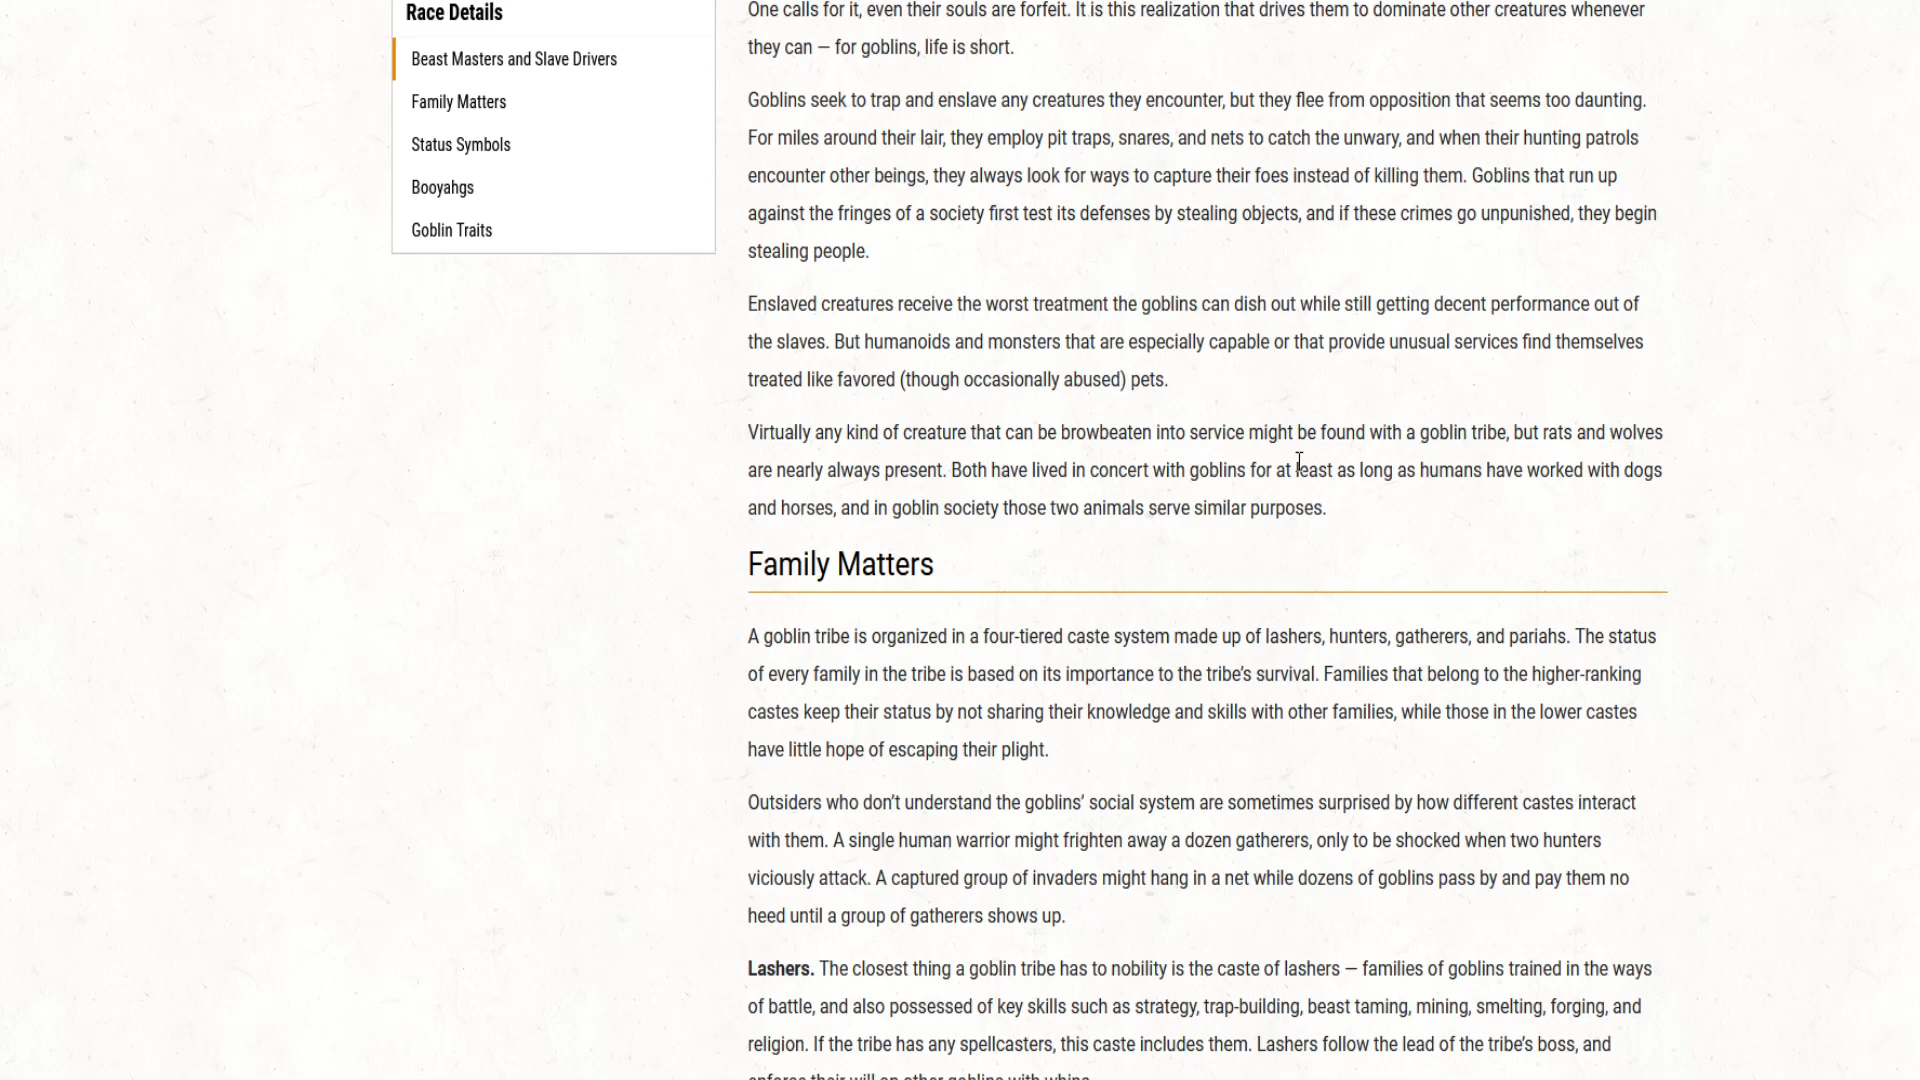 Race Details
Beast Masters and Slave Drivers
Family Matters
Status Symbols
Booyahgs
Goblin Traits
One calls for it, even their souls are forfeit. It is this realization that drives them to dominate other creatures whenever
they can — for goblins, life is short.
Goblins seek to trap and enslave any creatures they encounter, but they flee from opposition that seems too daunting.
For miles around their lair, they employ pit traps, snares, and nets to catch the unwary, and when their hunting patrols
encounter other beings, they always look for ways to capture their foes instead of killing them. Goblins that run up
against the fringes of a society first test its defenses by stealing objects, and if these crimes go unpunished, they begin
stealing people.
Enslaved creatures receive the worst treatment the goblins can dish out while still getting decent performance out of
the slaves. But humanoids and monsters that are especially capable or that provide unusual services find themselves
treated like favored (though occasionally abused) pets.
Virtually any kind of creature that can be browbeaten into service might be found with a goblin tribe, but rats and wolves
are nearly always present. Both have lived in concert with goblins for at least as long as humans have worked with dogs
and horses, and in goblin society those two animals serve similar purposes.
Family Matters
A goblin tribe is organized in a four-tiered caste system made up of lashers, hunters, gatherers, and pariahs. The status
of every family in the tribe is based on its importance to the tribe’s survival. Families that belong to the higher-ranking
castes keep their status by not sharing their knowledge and skills with other families, while those in the lower castes
have little hope of escaping their plight.
Outsiders who don’t understand the goblins’ social system are sometimes surprised by how different castes interact
with them. A single human warrior might frighten away a dozen gatherers, only to be shocked when two hunters
viciously attack. A captured group of invaders might hang in a net while dozens of goblins pass by and pay them no
heed until a group of gatherers shows up.
Lashers. The closest thing a goblin tribe has to nobility is the caste of lashers — families of goblins trained in the ways
of battle, and also possessed of key skills such as strategy, trap-building, beast taming, mining, smelting, forging, and
religion. If the tribe has any spellcasters, this caste includes them. Lashers follow the lead of the tribe’s boss, and
enforce their will on other goblins with whips.